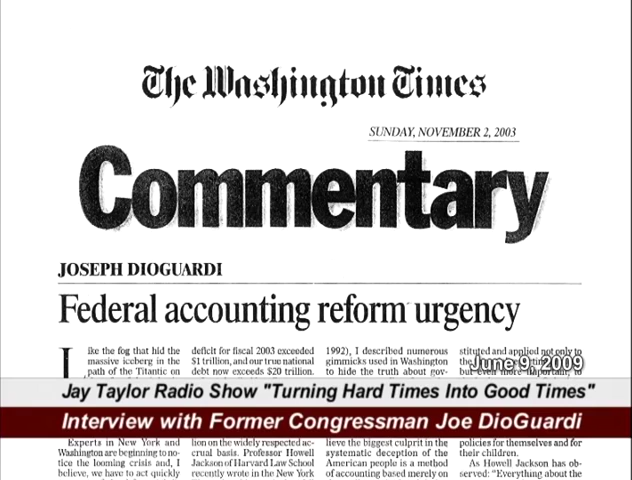 The Washington Times
SUNDAY, NOVEMBER 2, 2003
Commentary
JOSEPH DIOGUARDI
Federal accounting reform urgency
Like the fog that hid the
massive iceberg in the
path of the Titanic on
deficit for fiscal 2003 exceeded
$1 trillion, and our true national
debt now exceeds $20 trillion.
1992), I described numerous
gimmicks used in Washington
to hide the truth about gov-
stituted and applied not only to
the
but even more importantly, to
June 9, 2009
Jay Taylor Radio Show "Turning Hard Times Into Good Times"
Interview with Former Congressman Joe DioGuardi
Experts in New York and
Washington are beginning to no-
tice the looming crisis and, I
believe, we have to act quickly
lion on the widely respected ac-
crual basis. Professor Howell
Jackson of Harvard Law School
recently wrote in the New York
lieve the biggest culprit in the
systematic deception of the
American people is a method
of accounting based merely on
policies for themselves and for
their children.
As Howell Jackson has ob-
served: "Everything about the